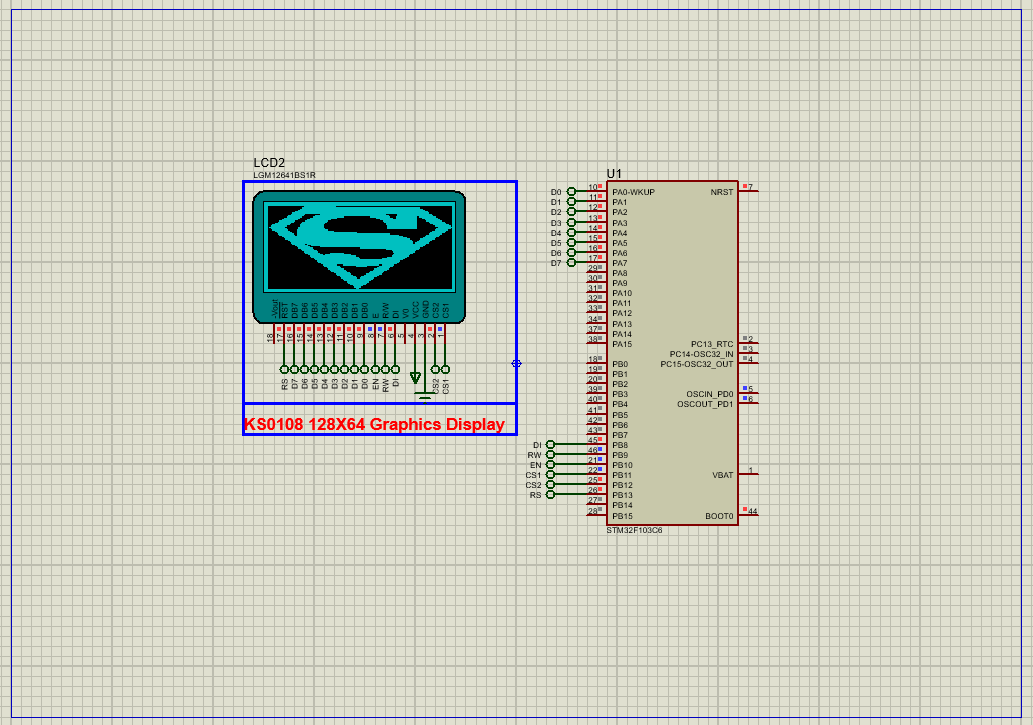 LCD2
LGM12641BS1R
-Vout
RST
DB7
DB6
DB5
DB4
DB3
DB2
DB1
DB0
E
R/W
DI
V0
VCC
GND
CS2
CS1
18
17
16
15
14
13
12
11
10
9
8
7
6
5
4
3
2
1
RS
D7
D6
D5
D4
D3
D2
D1
D0
EN
RW
DI
CS2
CS1
KS0108 128X64 Graphics Display
U1
D0 10 PA0-WKUP NRST 7
D1 11 PA1
D2 12 PA2
D3 13 PA3
D4 14 PA4
D5 15 PA5
D6 16 PA6
D7 17 PA7
29 PA8
30 PA9
31 PA10
32 PA11
33 PA12
34 PA13
37 PA14
38 PA15 PC13_RTC 2
PC14-OSC32_IN 3
18 PB0 PC15-OSC32_OUT 4
19 PB1
20 PB2
39 PB3 OSCIN_PD0 5
40 PB4 OSCOUT_PD1 6
41 PB5
42 PB6
43 PB7
DI 45 PB8
RW 46 PB9
EN 21 PB10
CS1 22 PB11 VBAT 1
CS2 25 PB12
RS 26 PB13
27 PB14
28 PB15 BOOT0 44
STM32F103C6